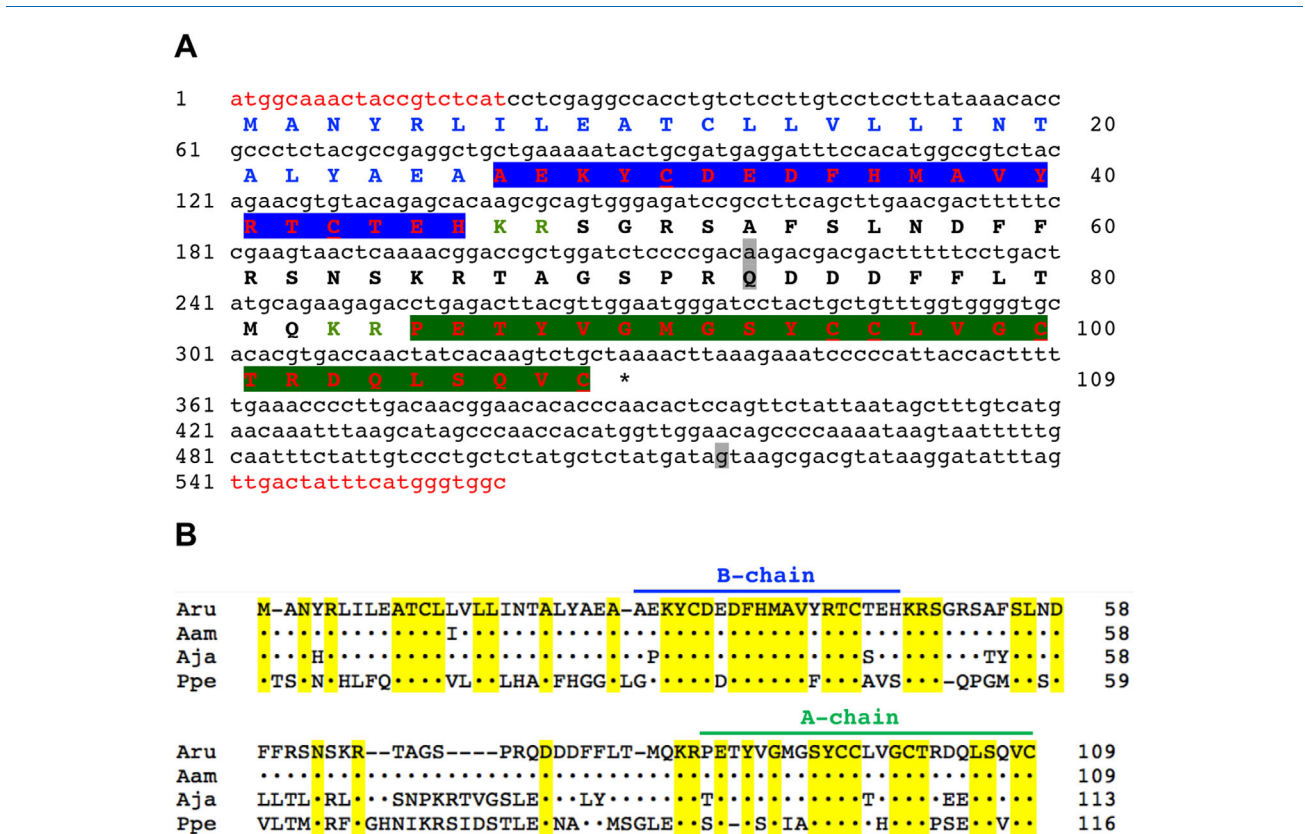 A
1 atggcaaactaccgtctcatcctcgaggccacctgtctccttgtcctccttataaacacc
M A N Y R L I L E A T C L L V L L I N T 20
61 gccctctacgccgaggctgctgaaaaatactgcgatgaggatttccacatggccgtctac
A L Y A E A A E K Y C D E D F H M A V Y 40
121 agaacgtgtacagagcacaagcgcagtgggagatccgccttcagcttgaacgactttttc
R T C T E H K R S G R S A F S L N D F F 60
181 cgaagtaactcaaaacggaccgctggatctccccgacaagacgacgactttttcctgact
R S N S K R T A G S P R Q D D D F F L T 80
241 atgcagaagagacctgagacttacgttggaatgggatcctactgctgtttggtggggtgc
M Q K R P E T Y V G M G S Y C C L V G C 100
301 acacgtgaccaactatcacaagtctgctaaaacttaaagaaatcccccattaccactttt
T R D Q L S Q V C * 109
361 tgaaaccccttgacaacggaacacacccaacactccagttctattaatagctttgtcatg
421 aacaaatttaagcatagcccaaccacatggttggaacagccccaaaataagtaatttttg
481 caatttctattgtccctgctctatgctctatgatagtaagcgacgtataaggatatttag
541 ttgactatttcatgggtggc
B
B-chain
Aru M-ANYRLILEATCLLVLLINTALYAEA-AEKYCDEDFHMAVYRTCTEHKRSGRSAFSLND 58
Aam ··············I············································· 58
Aja ····H························P···············S········TY···· 58
Ppe ·TS·N·HLFQ····VL··LHA·FHGG·LG·····D······F···AVS···-QPGM··S· 59
A-chain
Aru FFRSNSKR--TAGS----PRQDDDFFLT-MQKRPETYVGMGSYCCLVGCTRDQLSQVC 109
Aam ·························································· 109
Aja LLTL·RL···SNPKRTVGSLE···LY·······T···········T·····EE····· 113
Ppe VLTM·RF·GHNIKRSIDSTLE·NA··MSGLE··S·-·S·IA·····H···PSE··V·· 116